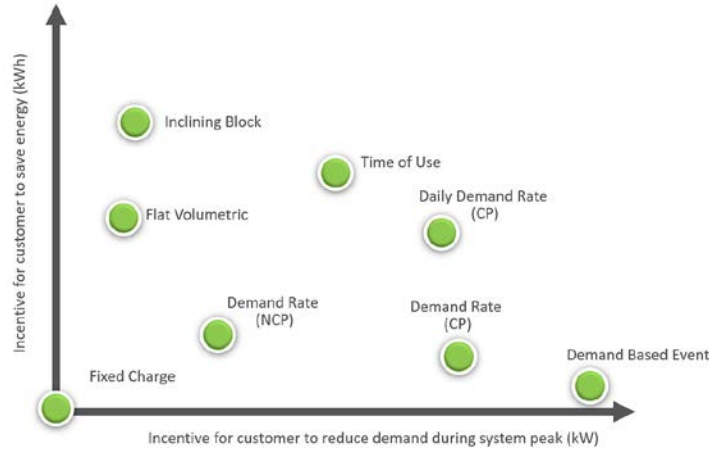 Incentive for customer to save energy (kWh)
Inclining Block
Time of Use
Flat Volumetric
Daily Demand Rate
(CP)
Demand Rate
(NCP)
Demand Rate
(CP)
Demand Based Event
Fixed Charge
Incentive for customer to reduce demand during system peak (kW)